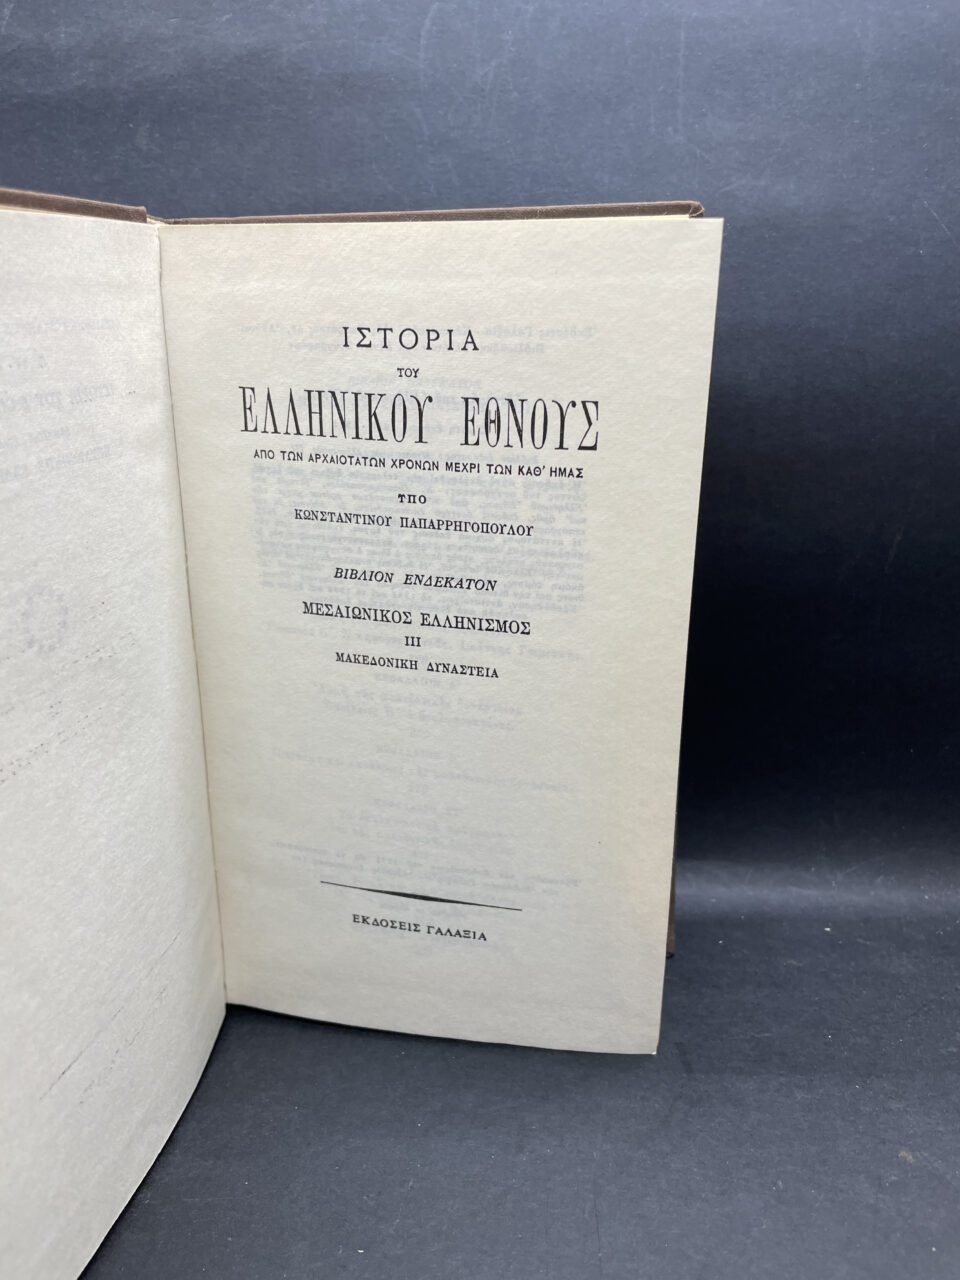 ΙΣΤΟΡΙΑ
ΤΟΥ
ΕΛΛΗΝΙΚΟΥ ΕΘΝΟΥΣ
ΑΠΟ ΤΩΝ ΑΡΧΑΙΟΤΑΤΩΝ ΧΡΟΝΩΝ ΜΕΧΡΙ ΤΩΝ ΚΑΘ' ΗΜΑΣ
ΥΠΟ
ΚΩΝΣΤΑΝΤΙΝΟΥ ΠΑΠΑΡΡΗΓΟΠΟΥΛΟΥ
ΒΙΒΛΙΟΝ ΕΝΔΕΚΑΤΟΝ
ΜΕΣΑΙΩΝΙΚΟΣ ΕΛΛΗΝΙΣΜΟΣ
III
ΜΑΚΕΔΟΝΙΚΗ ΔΥΝΑΣΤΕΙΑ
ΕΚΔΟΣΕΙΣ ΓΑΛΑΞΙΑ